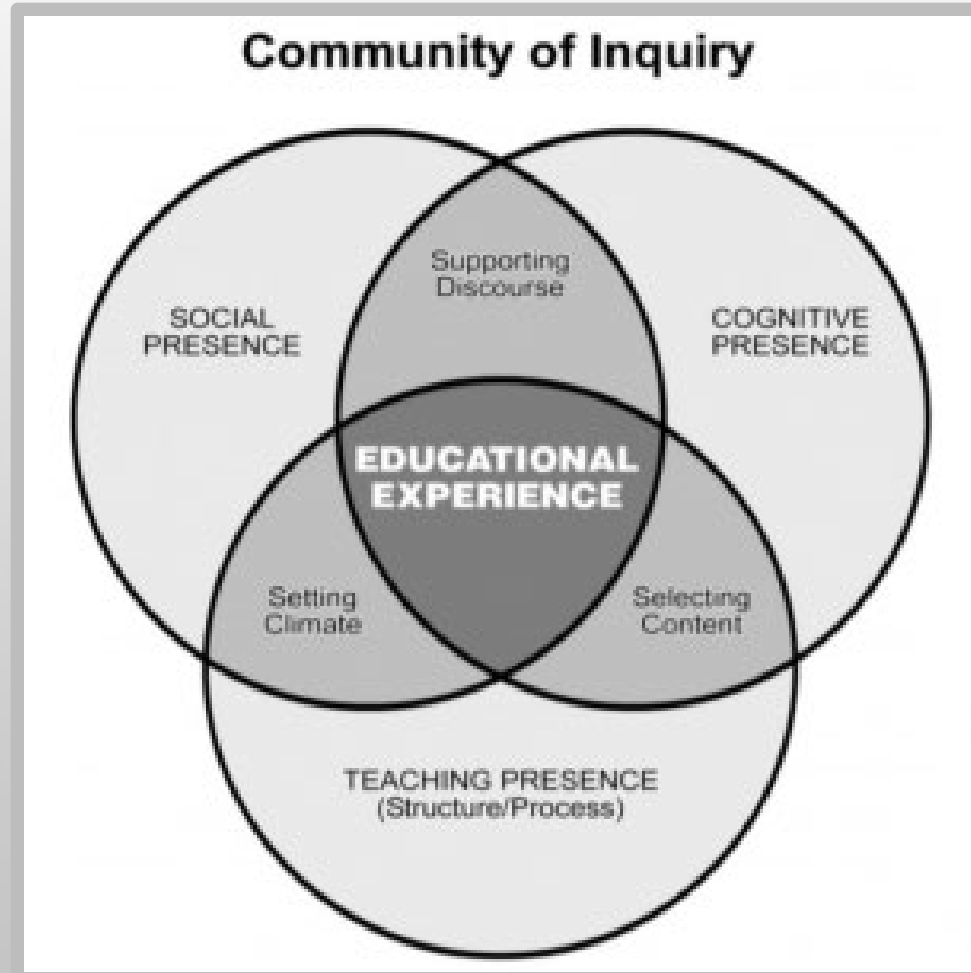 Community of Inquiry
Supporting
Discourse
SOCIAL
PRESENCE
COGNITIVE
PRESENCE
EDUCATIONAL
EXPERIENCE
Setting
Climate
Selecting
Content
TEACHING PRESENCE
(Structure/Process)